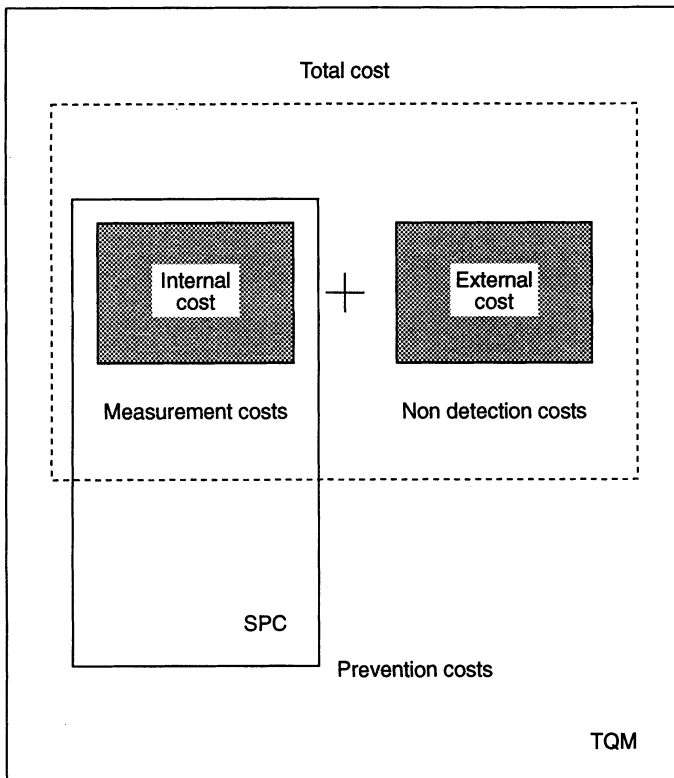 Total cost
Internal
cost
External
cost
Measurement costs
Non detection costs
SPC
Prevention costs
TQM